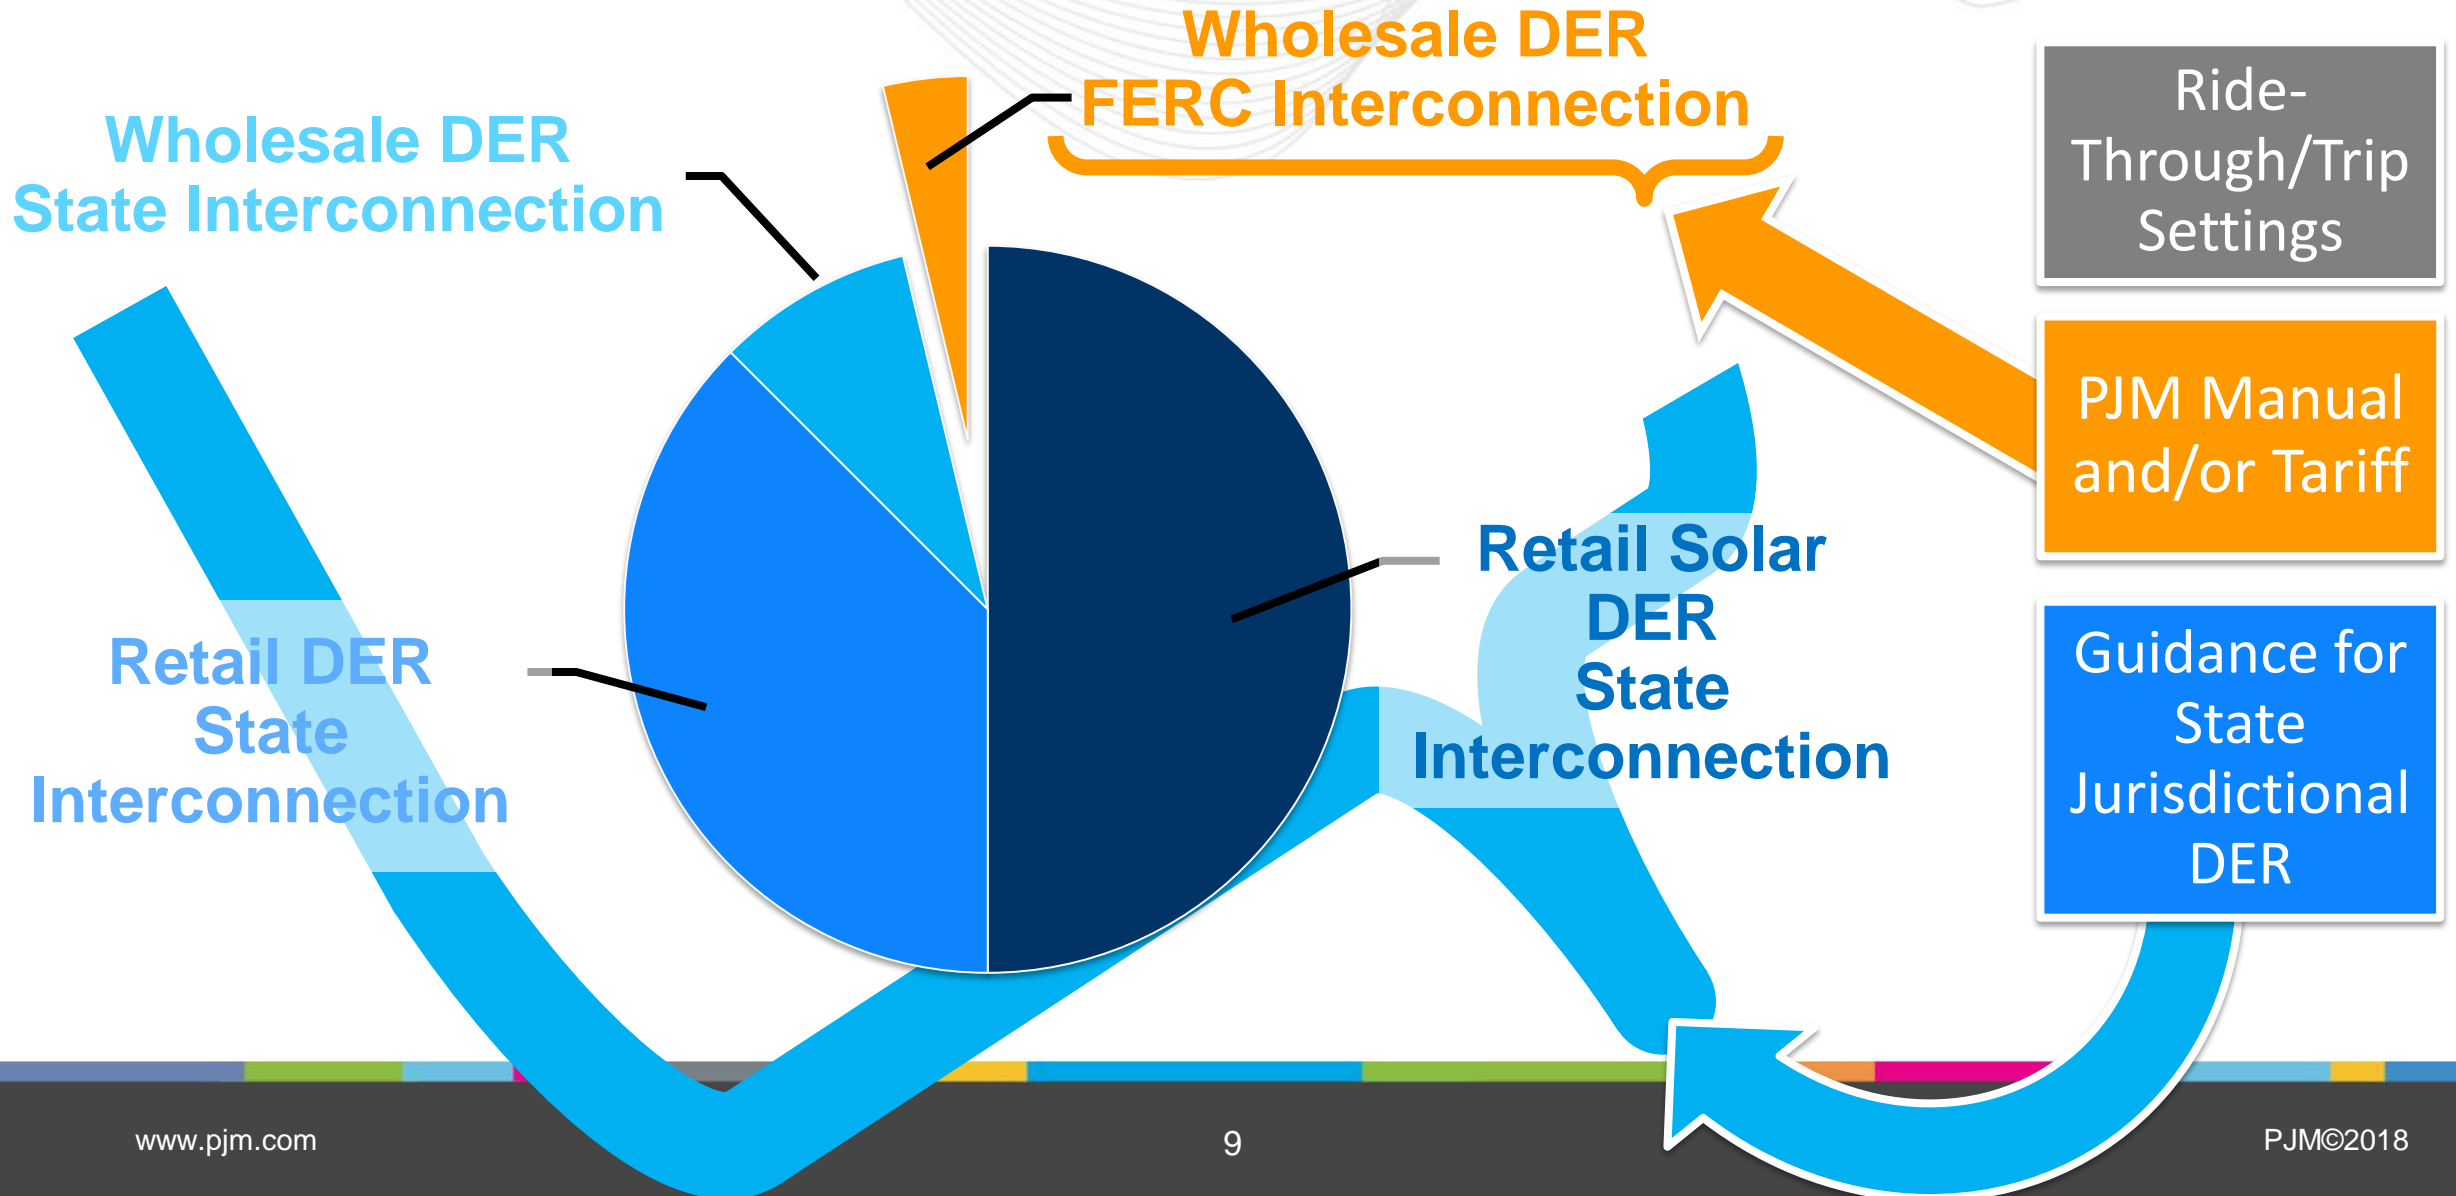 Wholesale DER
FERC Interconnection
Wholesale DER
State Interconnection
Retail DER
State
Interconnection
Retail Solar
DER
State
Interconnection
Ride-
Through/Trip
Settings
PJM Manual
and/or Tariff
Guidance for
State
Jurisdictional
DER
www.pjm.com
9
PJM©2018